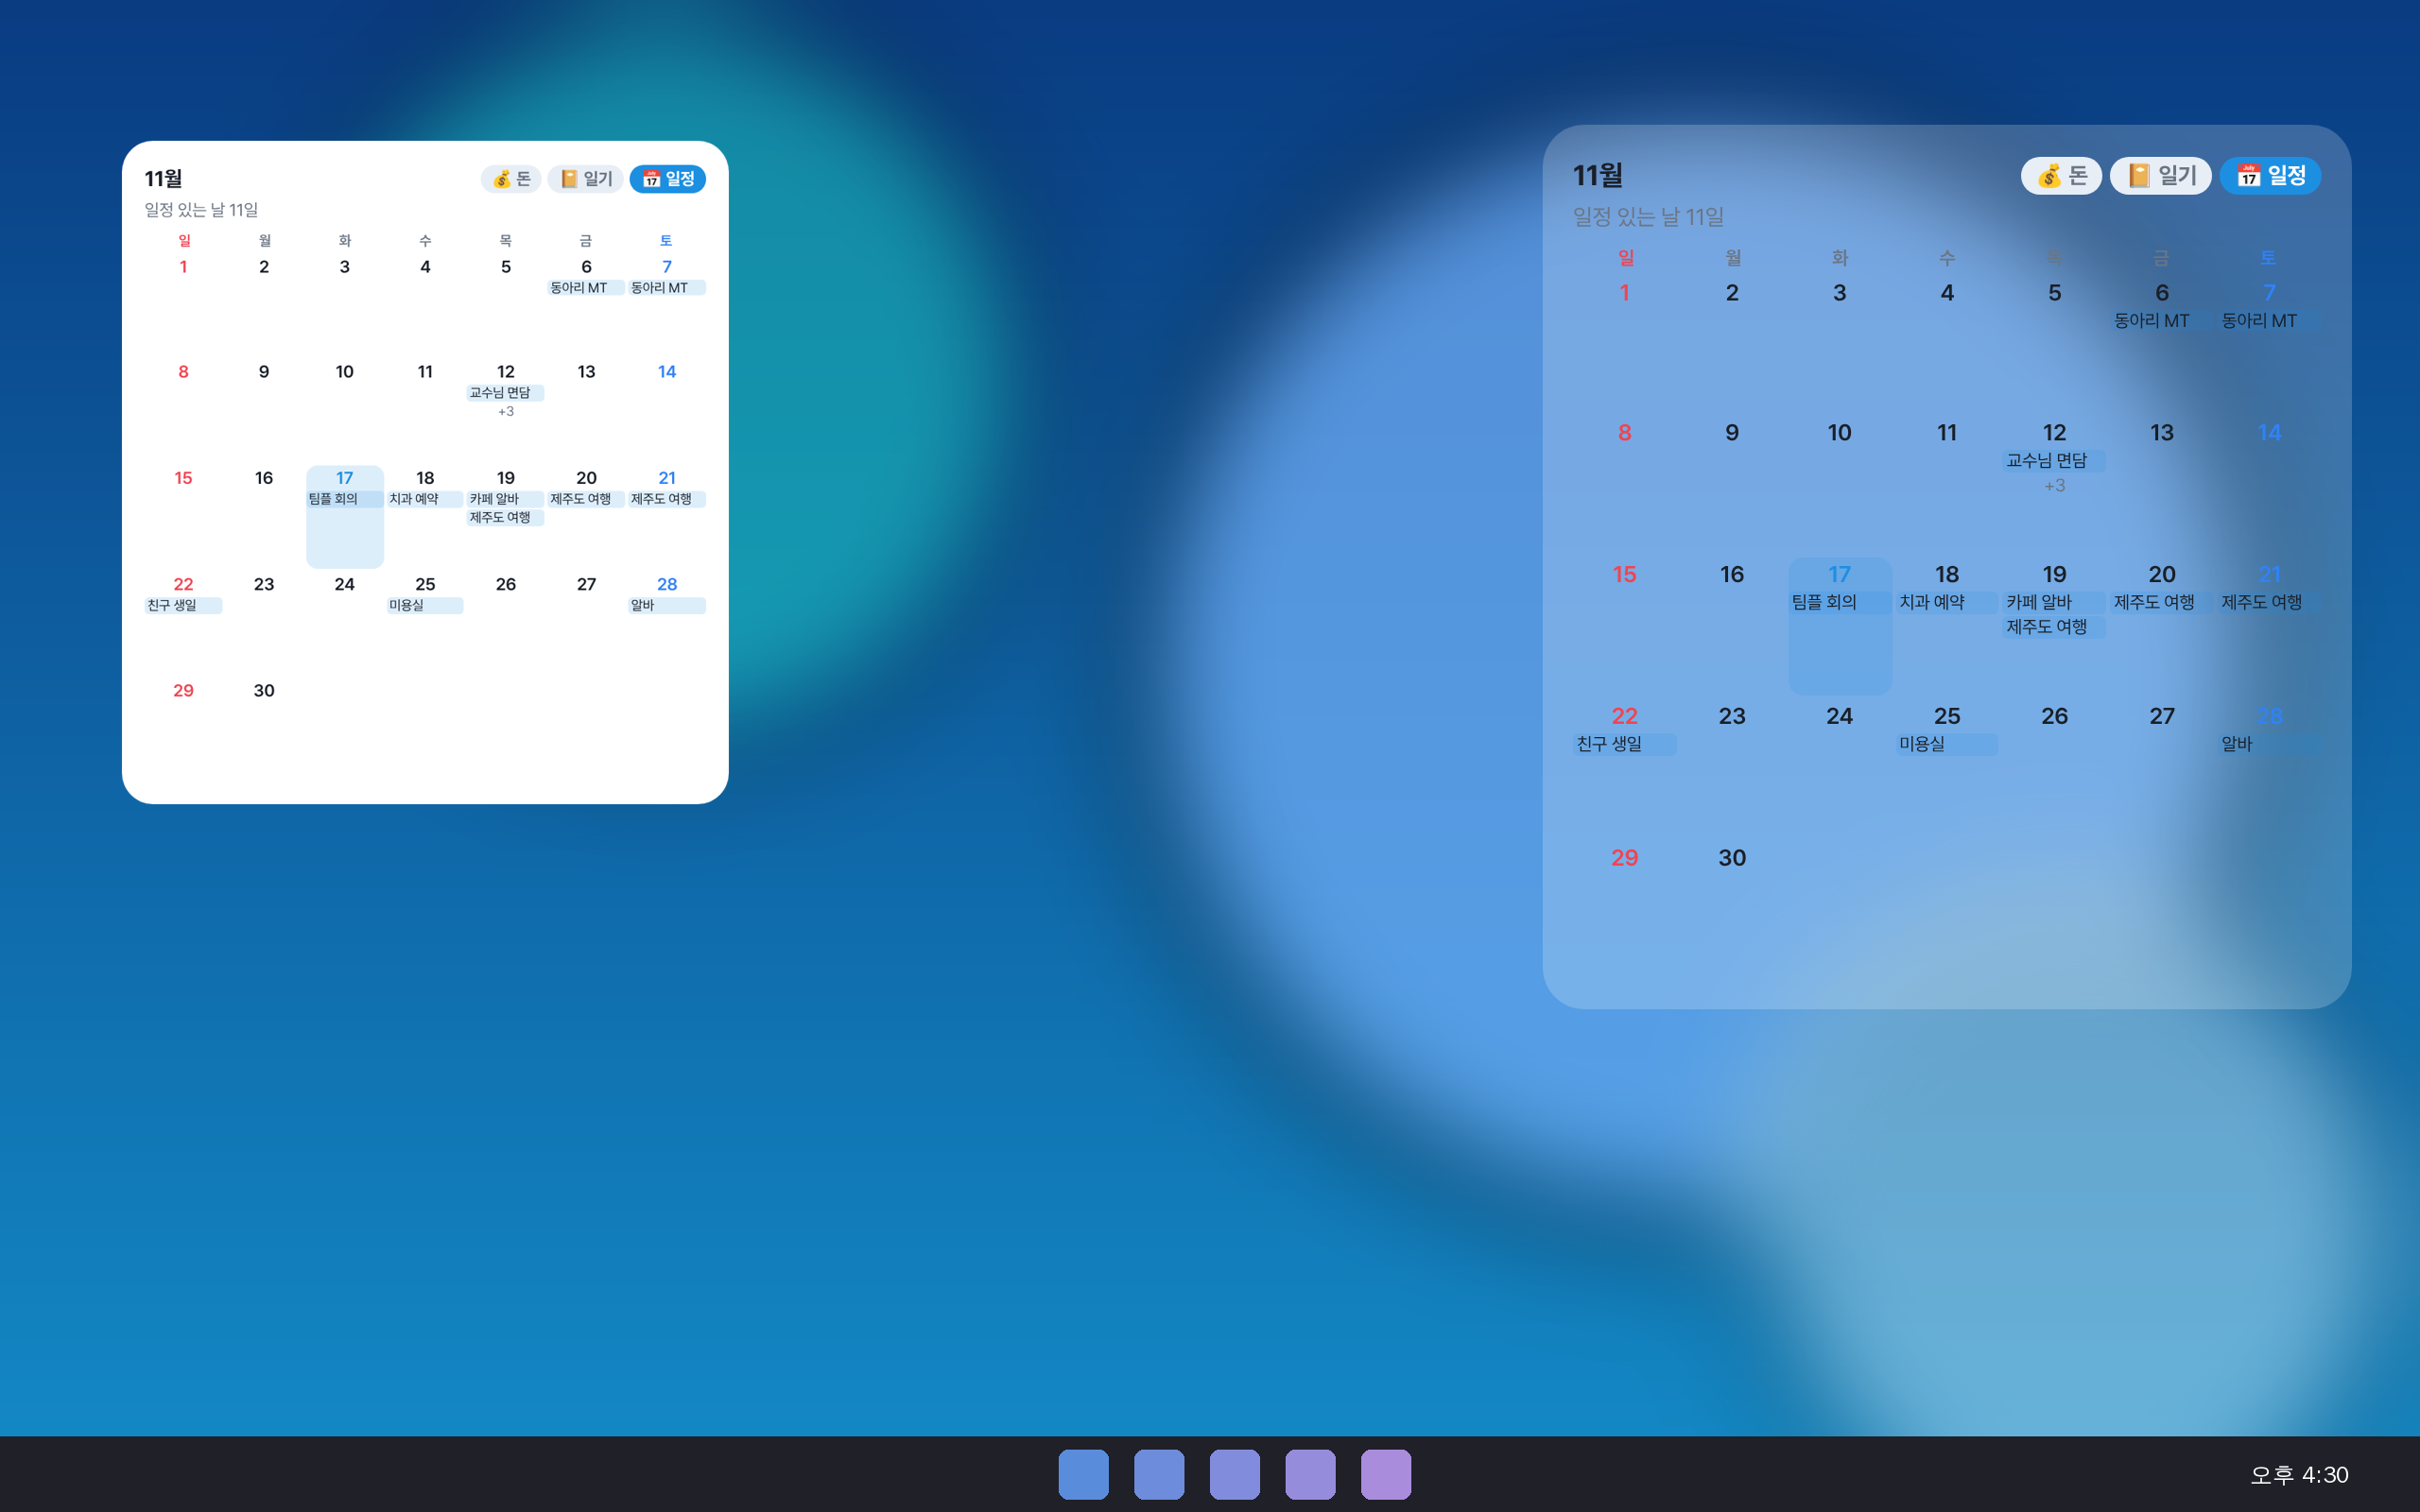 11월
💰 돈 📔 일기 📅 일정
일정 있는 날 11일
일 월 화 수 목 금 토
1 2 3 4 5 6 7
동아리 MT 동아리 MT
8 9 10 11 12 13 14
교수님 면담
+3
15 16 17 18 19 20 21
팀플 회의 치과 예약 카페 알바 제주도 여행 제주도 여행
제주도 여행
22 23 24 25 26 27 28
친구 생일 미용실 알바
29 30
11월
💰 돈 📔 일기 📅 일정
일정 있는 날 11일
일 월 화 수 목 금 토
1 2 3 4 5 6 7
동아리 MT 동아리 MT
8 9 10 11 12 13 14
교수님 면담
+3
15 16 17 18 19 20 21
팀플 회의 치과 예약 카페 알바 제주도 여행 제주도 여행
제주도 여행
22 23 24 25 26 27 28
친구 생일 미용실 알바
29 30
오후 4:30